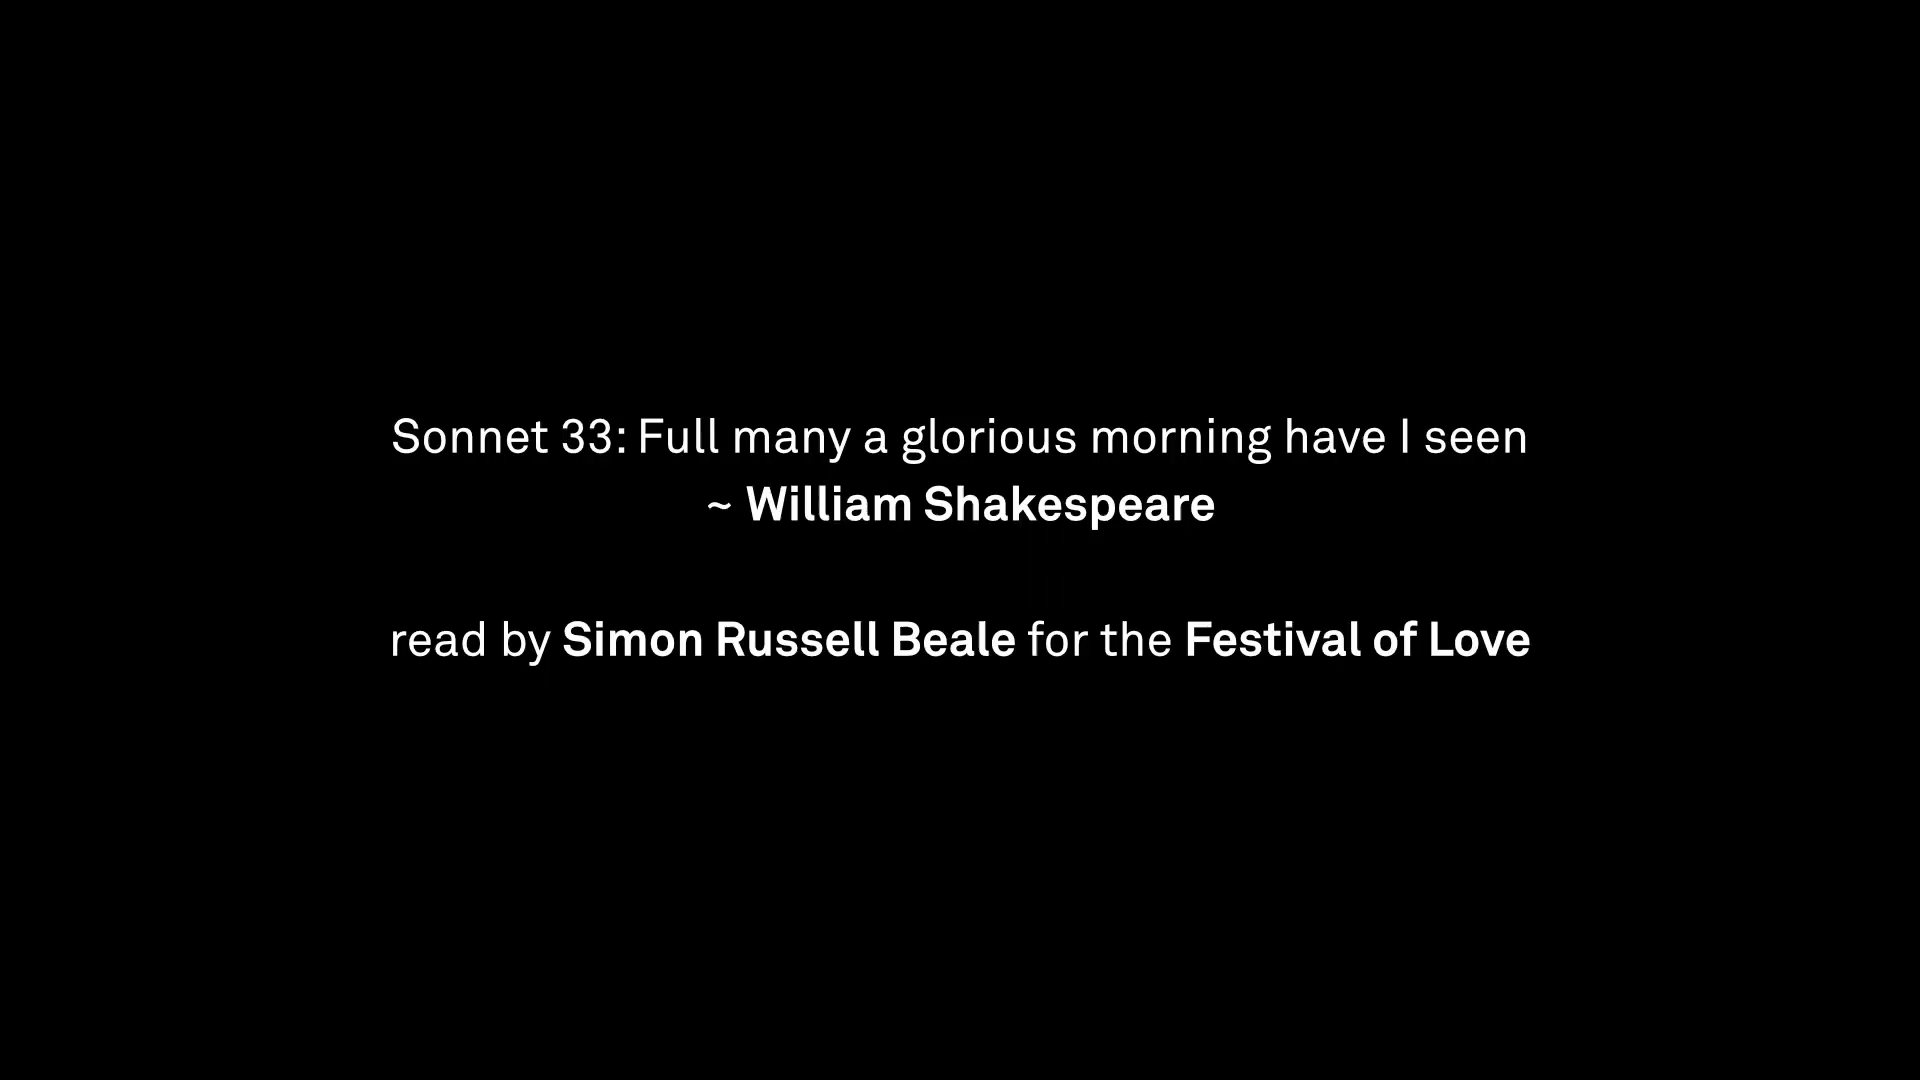 Sonnet 33: Full many a glorious morning have I seen
~ William Shakespeare
read by Simon Russell Beale for the Festival of Love